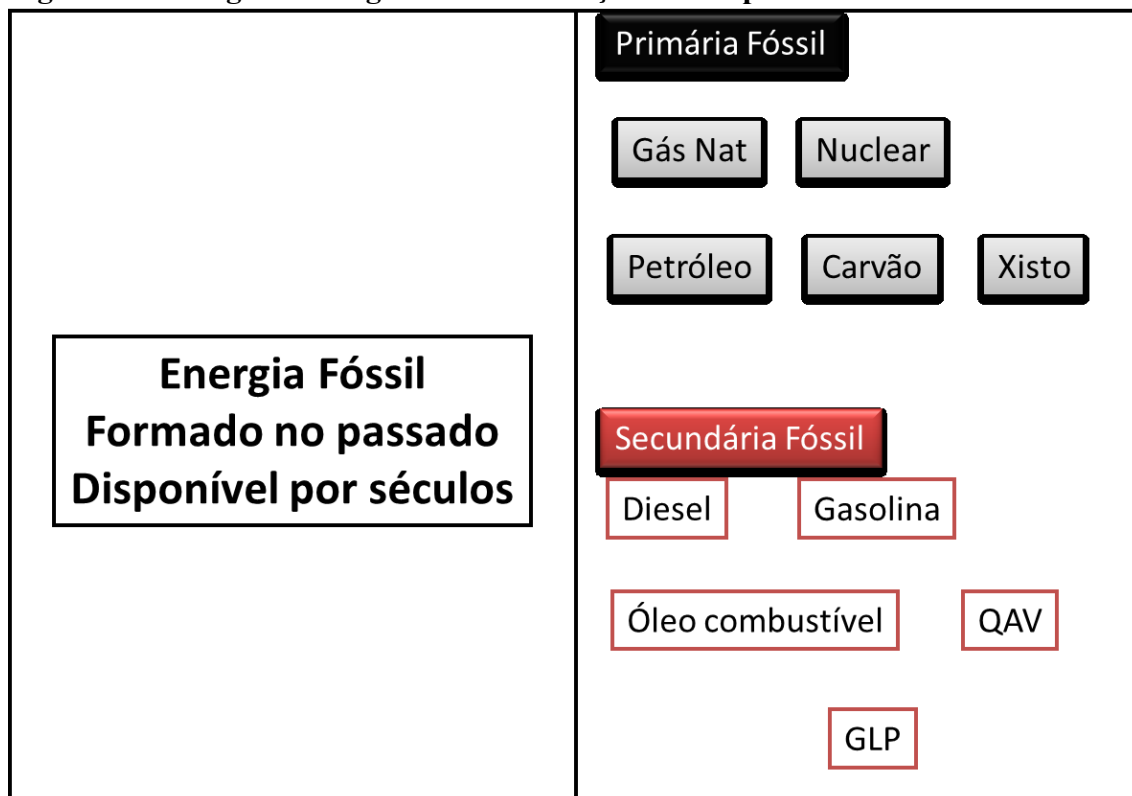 Primária Fóssil
Gás Nat Nuclear
Petróleo Carvão Xisto
Energia Fóssil
Formado no passado
Disponível por séculos
Secundária Fóssil
Diesel Gasolina
Óleo combustível QAV
GLP